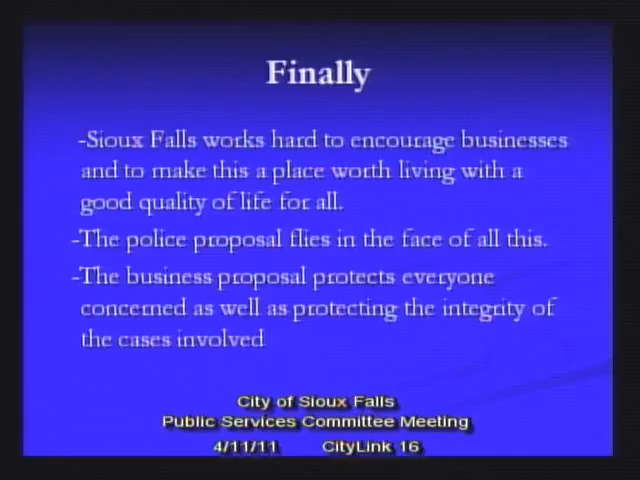 Finally
-Sioux Falls works hard to encourage businesses
and to make this a place worth living with a
good quality of life for all.
-The police proposal flies in the face of all this.
-The business proposal protects everyone
concerned as well as protecting the integrity of
the cases involved
City of Sioux Falls
Public Services Committee Meeting
4/11/11 CityLink 16